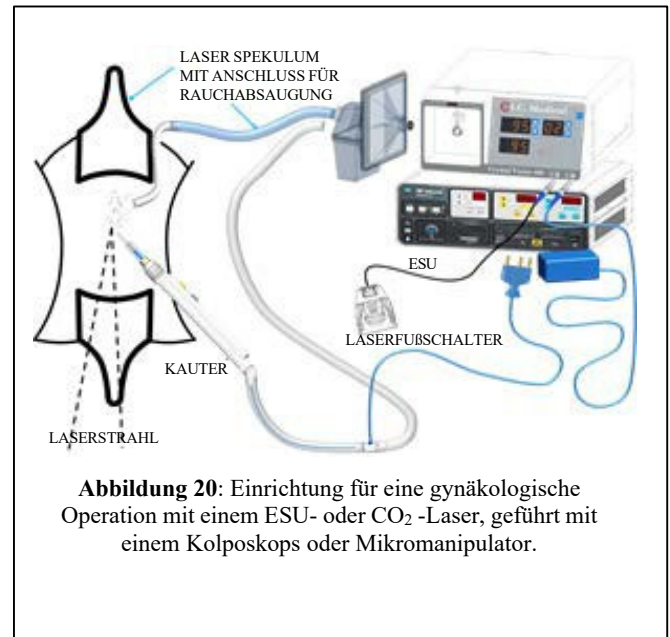 LASER SPEKULUM
MIT ANSCHLUSS FÜR
RAUCHABSAUGUNG
ESU
LASERFUßSCHALTER
KAUTER
LASERSTRAHL
Abbildung 20: Einrichtung für eine gynäkologische
Operation mit einem ESU- oder CO₂ -Laser, geführt mit
einem Kolposkops oder Mikromanipulator.